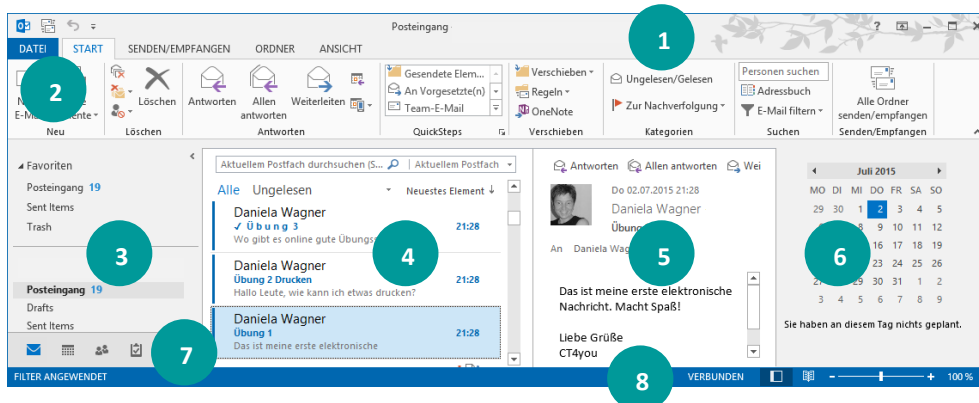 Posteingang
DATEI START SENDEN/EMPFANGEN ORDNER ANSICHT
1
2
Löschen
Antworten
Allen antworten
Weiterleiten
Gesendete Elem...
An Vorgesetzte(n)
Team-E-Mail
Verschieben
Regeln
OneNote
Ungelesen/Gelesen
Zur Nachverfolgung
Personen suchen
Adressbuch
E-Mail filtern
Alle Ordner
senden/empfangen
Neu Löschen Antworten QuickSteps Verschieben Kategorien Suchen Senden/Empfangen
Favoriten
Posteingang 19
Sent Items
Trash
3
Posteingang 19
Drafts
Sent Items
7
Aktuellem Postfach durchsuchen (S... Aktuellem Postfach
Alle Ungelesen Neuestes Element ↓
Daniela Wagner
✓ Übung 3 21:28
Wo gibt es online gute
4
Daniela Wagner
Übung 2 Drucken 21:28
Hallo Leute, wie kann ich etwas drucken?
Daniela Wagner
Übung 1 21:28
Das ist meine erste elektronische
Antworten Allen antworten Wei
Do 02.07.2015 21:28
Daniela Wagner
An Daniela
5
Das ist meine erste elektronische
Nachricht. Macht Spaß!
Liebe Grüße
CT4you
Juli 2015
MO DI MI DO FR SA SO
29 30 1 2 3 4 5
8 9 10 11 12
16 17 18 19
23 24 25 26
29 30 31 1 2
3 4 5 6 7 8 9
6
Sie haben an diesem Tag nichts geplant.
FILTER ANGEWENDET
8
VERBUNDEN
100 %